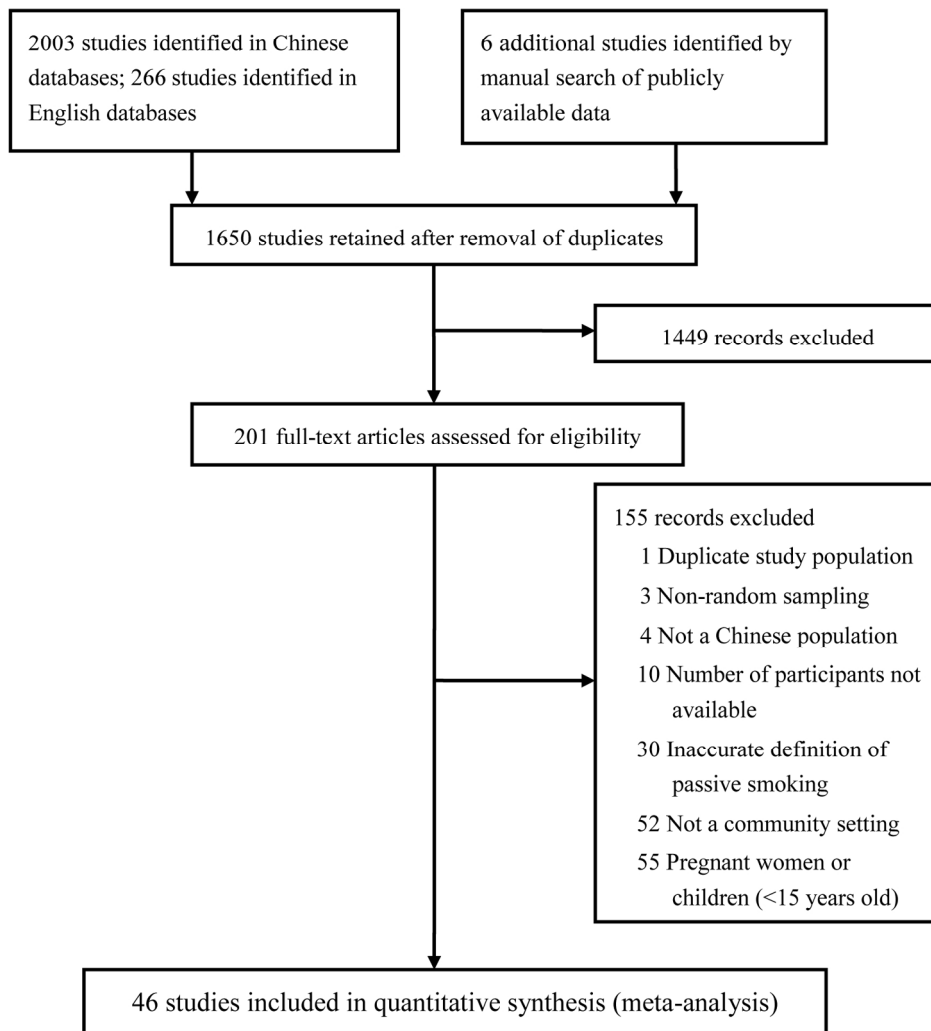 2003 studies identified in Chinese
databases; 266 studies identified in
English databases
6 additional studies identified by
manual search of publicly
available data
1650 studies retained after removal of duplicates
1449 records excluded
201 full-text articles assessed for eligibility
155 records excluded
1 Duplicate study population
3 Non-random sampling
4 Not a Chinese population
10 Number of participants not
available
30 Inaccurate definition of
passive smoking
52 Not a community setting
55 Pregnant women or
children (<15 years old)
46 studies included in quantitative synthesis (meta-analysis)